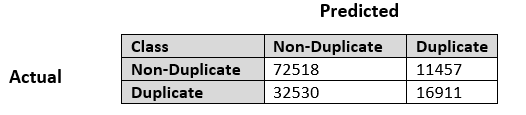 Predicted
Actual
Class Non-Duplicate Duplicate
Non-Duplicate 72518 11457
Duplicate 32530 16911